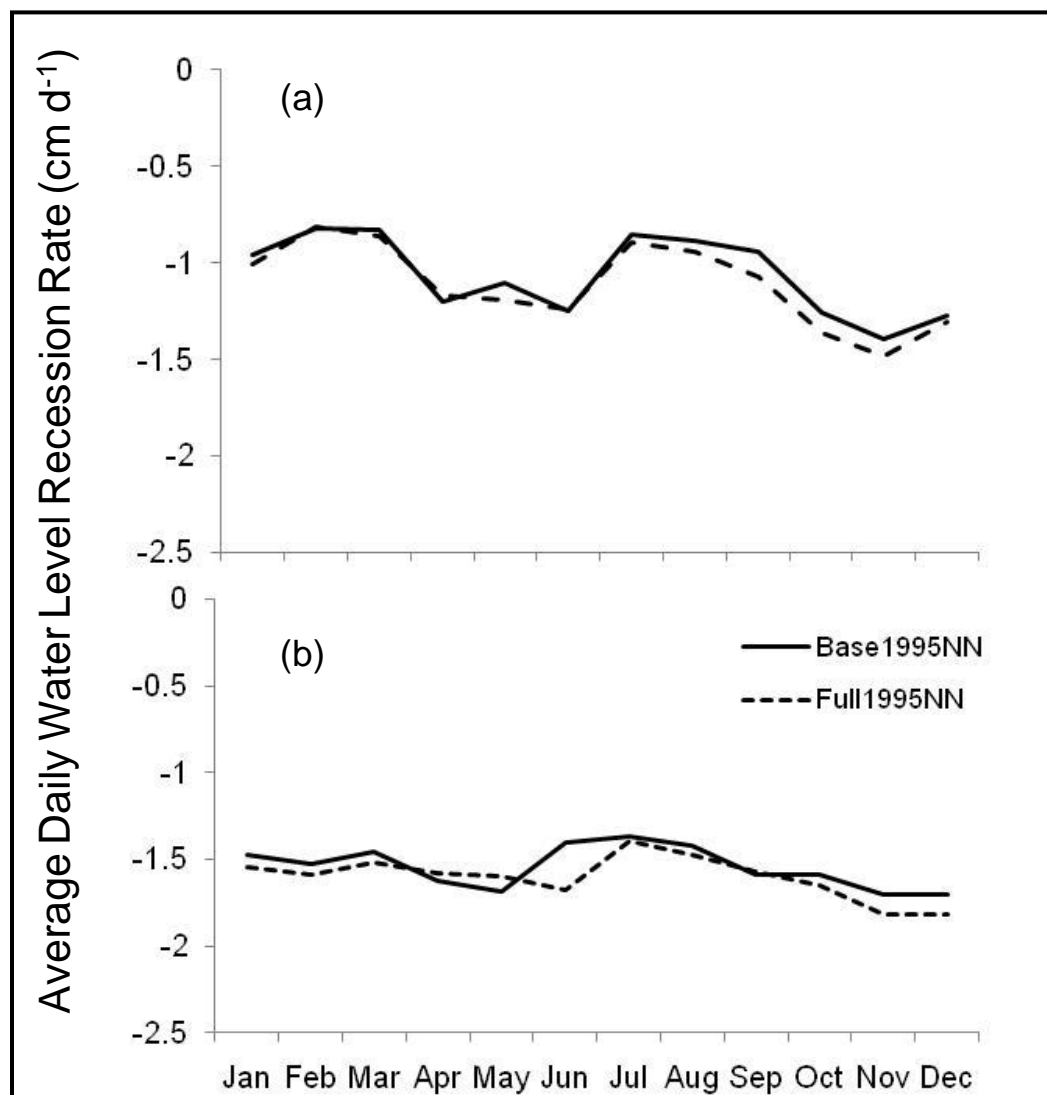 Average Daily Water Level Recession Rate (cm d-1)
(a)
0
-0.5
-1
-1.5
-2
-2.5
(b)
0
-0.5
-1
-1.5
-2
-2.5
Base1995NN
Full1995NN
Jan Feb Mar Apr May Jun Jul Aug Sep Oct Nov Dec